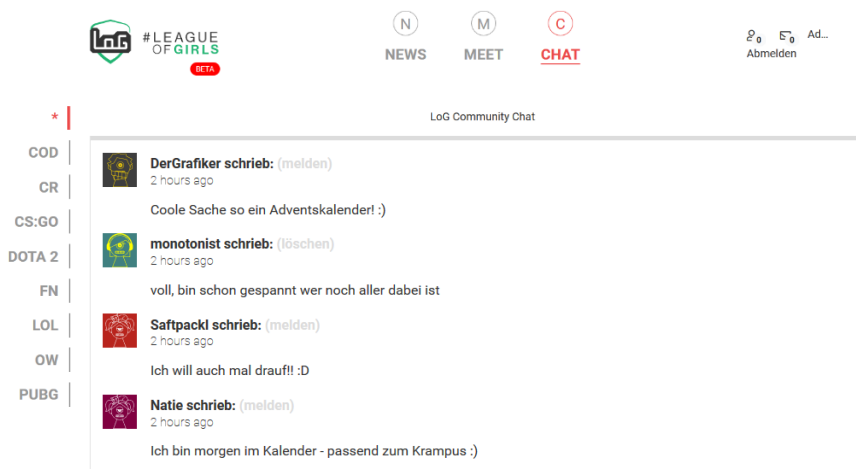 LoG
#LEAGUE
OFGIRLS
BETA
N
M
C
NEWS
MEET
CHAT
0
0
Ad...
Abmelden
LoG Community Chat
*
COD
CR
CS:GO
DOTA 2
FN
LOL
OW
PUBG
DerGrafiker schrieb: (melden)
2 hours ago
Coole Sache so ein Adventskalender! :)
monotonist schrieb: (löschen)
2 hours ago
voll, bin schon gespannt wer noch aller dabei ist
Saftpackl schrieb: (melden)
2 hours ago
Ich will auch mal drauf!! :D
Natie schrieb: (melden)
2 hours ago
Ich bin morgen im Kalender - passend zum Krampus :)